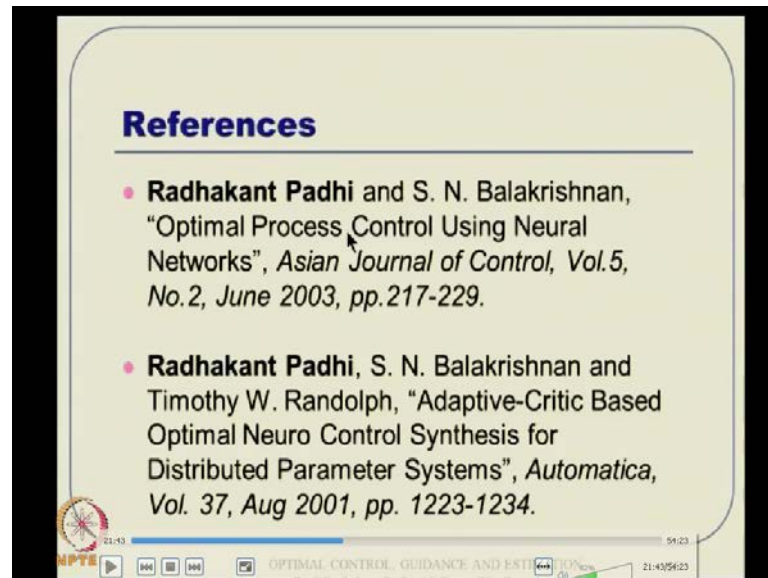 References
• Radhakant Padhi and S. N. Balakrishnan,
“Optimal Process Control Using Neural
Networks”, Asian Journal of Control, Vol.5,
No.2, June 2003, pp.217-229.
• Radhakant Padhi, S. N. Balakrishnan and
Timothy W. Randolph, “Adaptive-Critic Based
Optimal Neuro Control Synthesis for
Distributed Parameter Systems”, Automatica,
Vol. 37, Aug 2001, pp. 1223-1234.
21:43 54:23
NPTE OPTIMAL CONTROL, GUIDANCE AND ESTIMATION 21:43/54:23